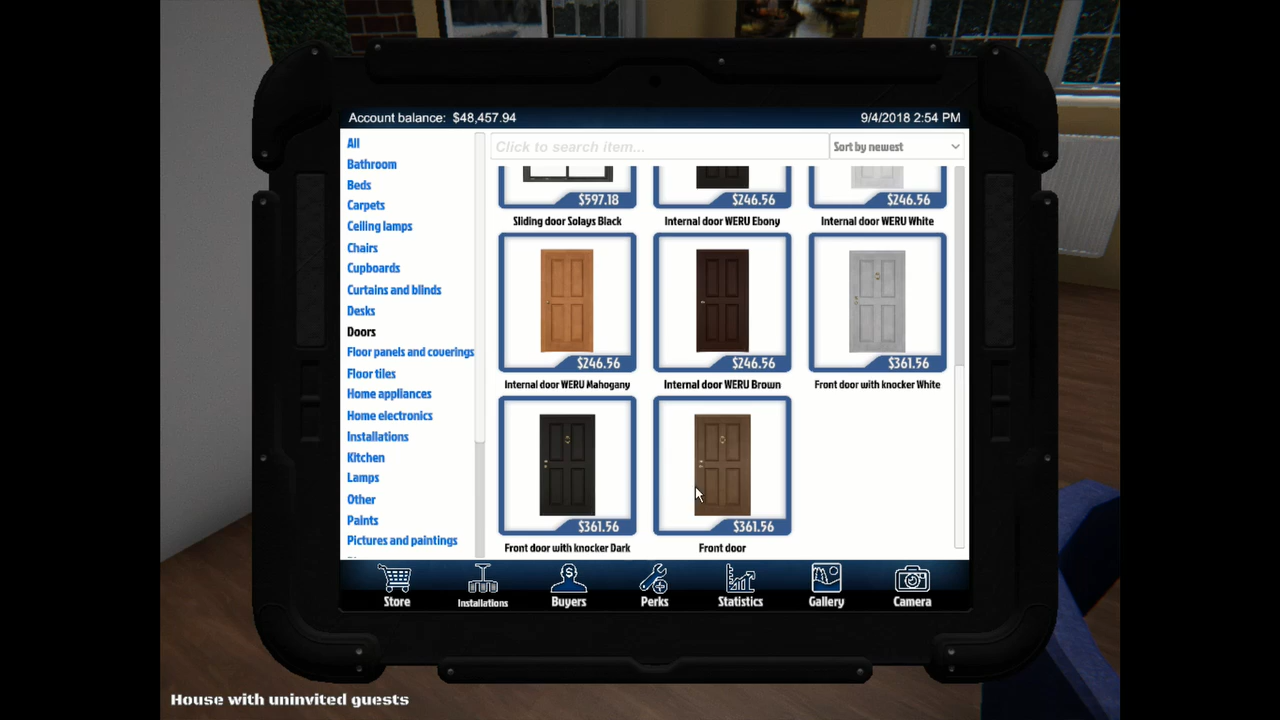 Account balance: $48,457.94
9/4/2018 2:54 PM
All
Bathroom
Beds
Carpets
Ceiling lamps
Chairs
Cupboards
Curtains and blinds
Desks
Doors
Floor panels and coverings
Floor tiles
Home appliances
Home electronics
Installations
Kitchen
Lamps
Other
Paints
Pictures and paintings
Click to search item...
Sort by newest
$597.18 $246.56 $246.56
Sliding door Solays Black Internal door WERU Ebony Internal door WERU White
$246.56 $246.56 $361.56
Internal door WERU Mahogany Internal door WERU Brown Front door with knocker White
$361.56 $361.56
Front door with knocker Dark Front door
Store Installations Buyers Perks Statistics Gallery Camera
House with uninvited guests